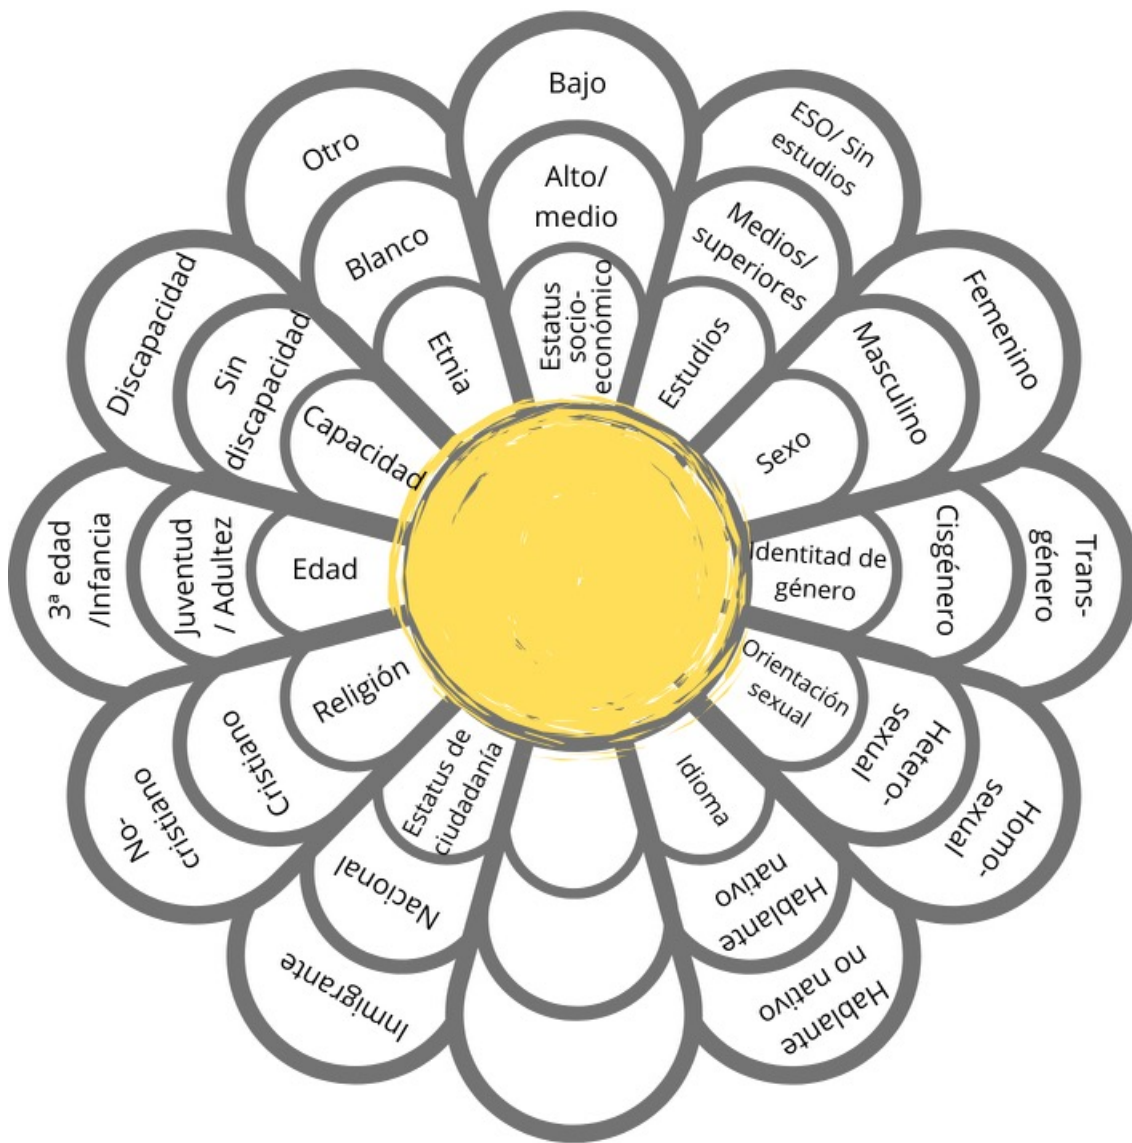 Bajo
Alto/
medio
Estatus
socio-
económico
ESO/ Sin
estudios
Medios/
superiores
Estudios
Femenino
Masculino
Sexo
Trans-
género
Cisgénero
Identidad de
género
Homo-
sexual
Hetero-
sexual
Orientación
sexual
Hablante
no nativo
Hablante
nativo
Idioma
Inmigrante
Nacional
Estatus de
ciudadanía
No-
cristiano
Cristiano
Religión
3ª edad
/Infancia
Juventud
/ Adultez
Edad
Discapacidad
Sin
discapacidad
Capacidad
Otro
Blanco
Etnia